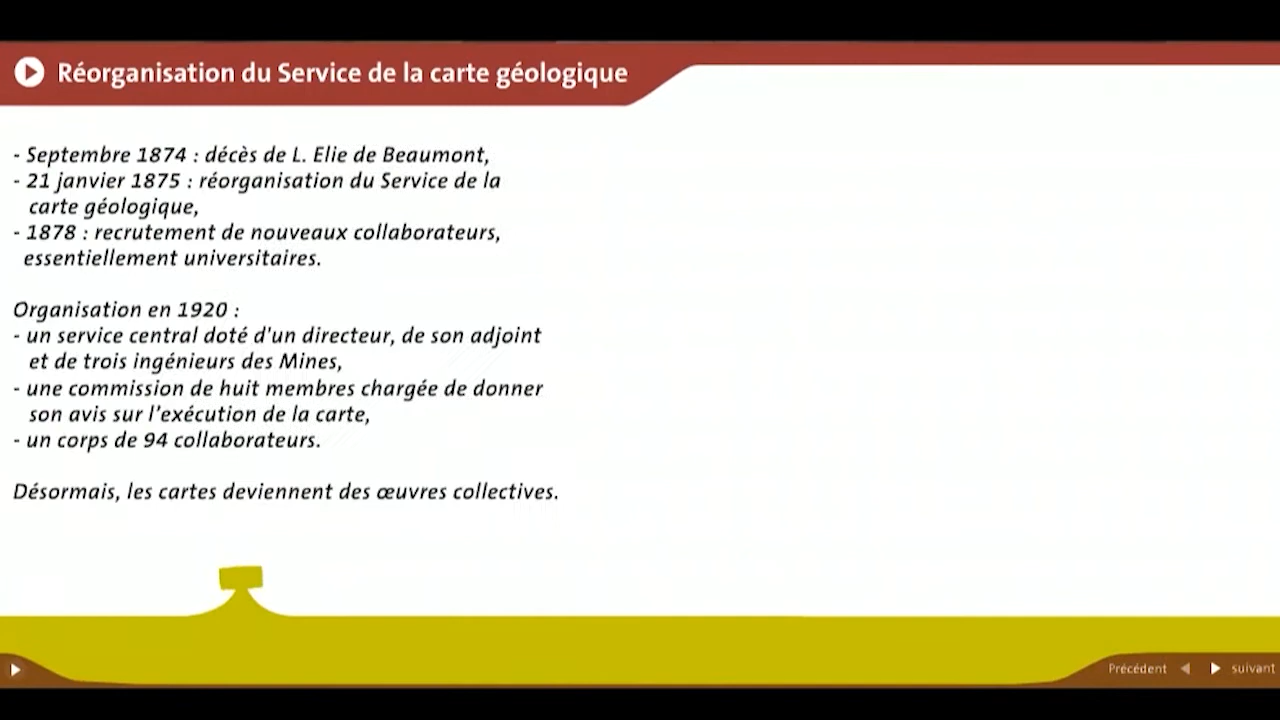 Réorganisation du Service de la carte géologique
- Septembre 1874 : décès de L. Elie de Beaumont,
- 21 janvier 1875 : réorganisation du Service de la
carte géologique,
- 1878 : recrutement de nouveaux collaborateurs,
essentiellement universitaires.
Organisation en 1920 :
- un service central doté d'un directeur, de son adjoint
et de trois ingénieurs des Mines,
- une commission de huit membres chargée de donner
son avis sur l’exécution de la carte,
- un corps de 94 collaborateurs.
Désormais, les cartes deviennent des œuvres collectives.
Précédent suivant